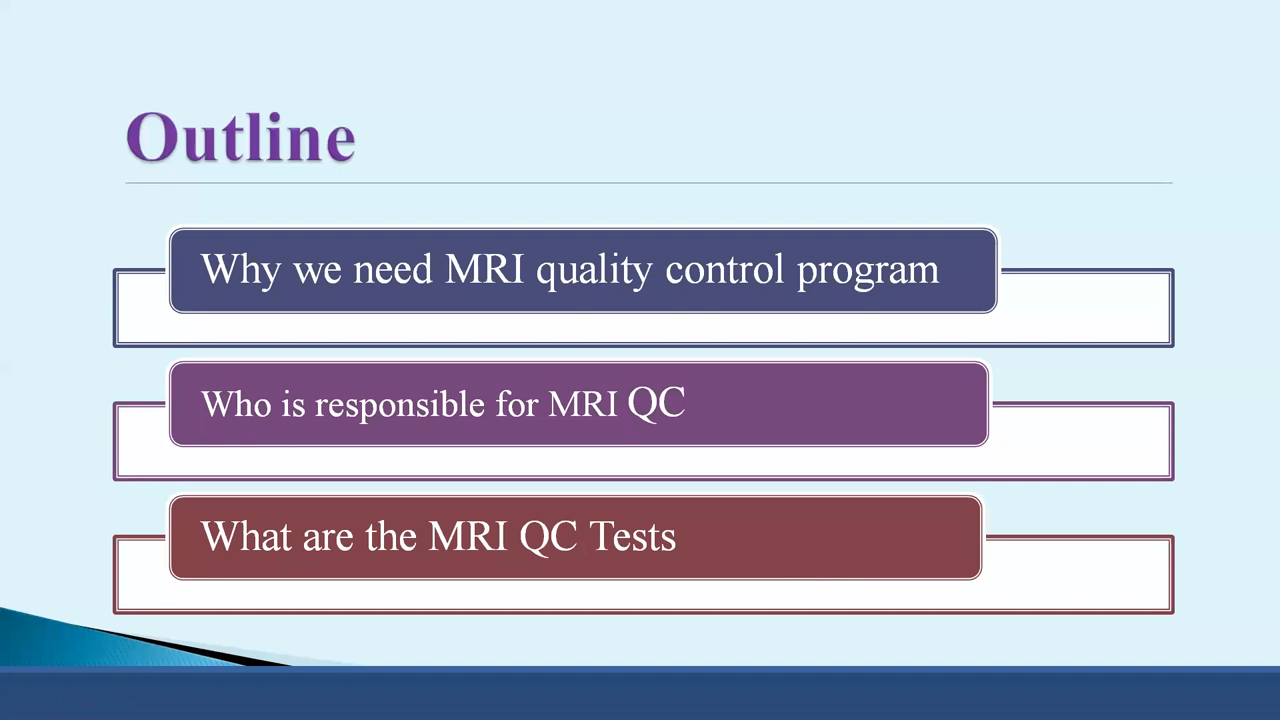 Outline
Why we need MRI quality control program
Who is responsible for MRI QC
What are the MRI QC Tests